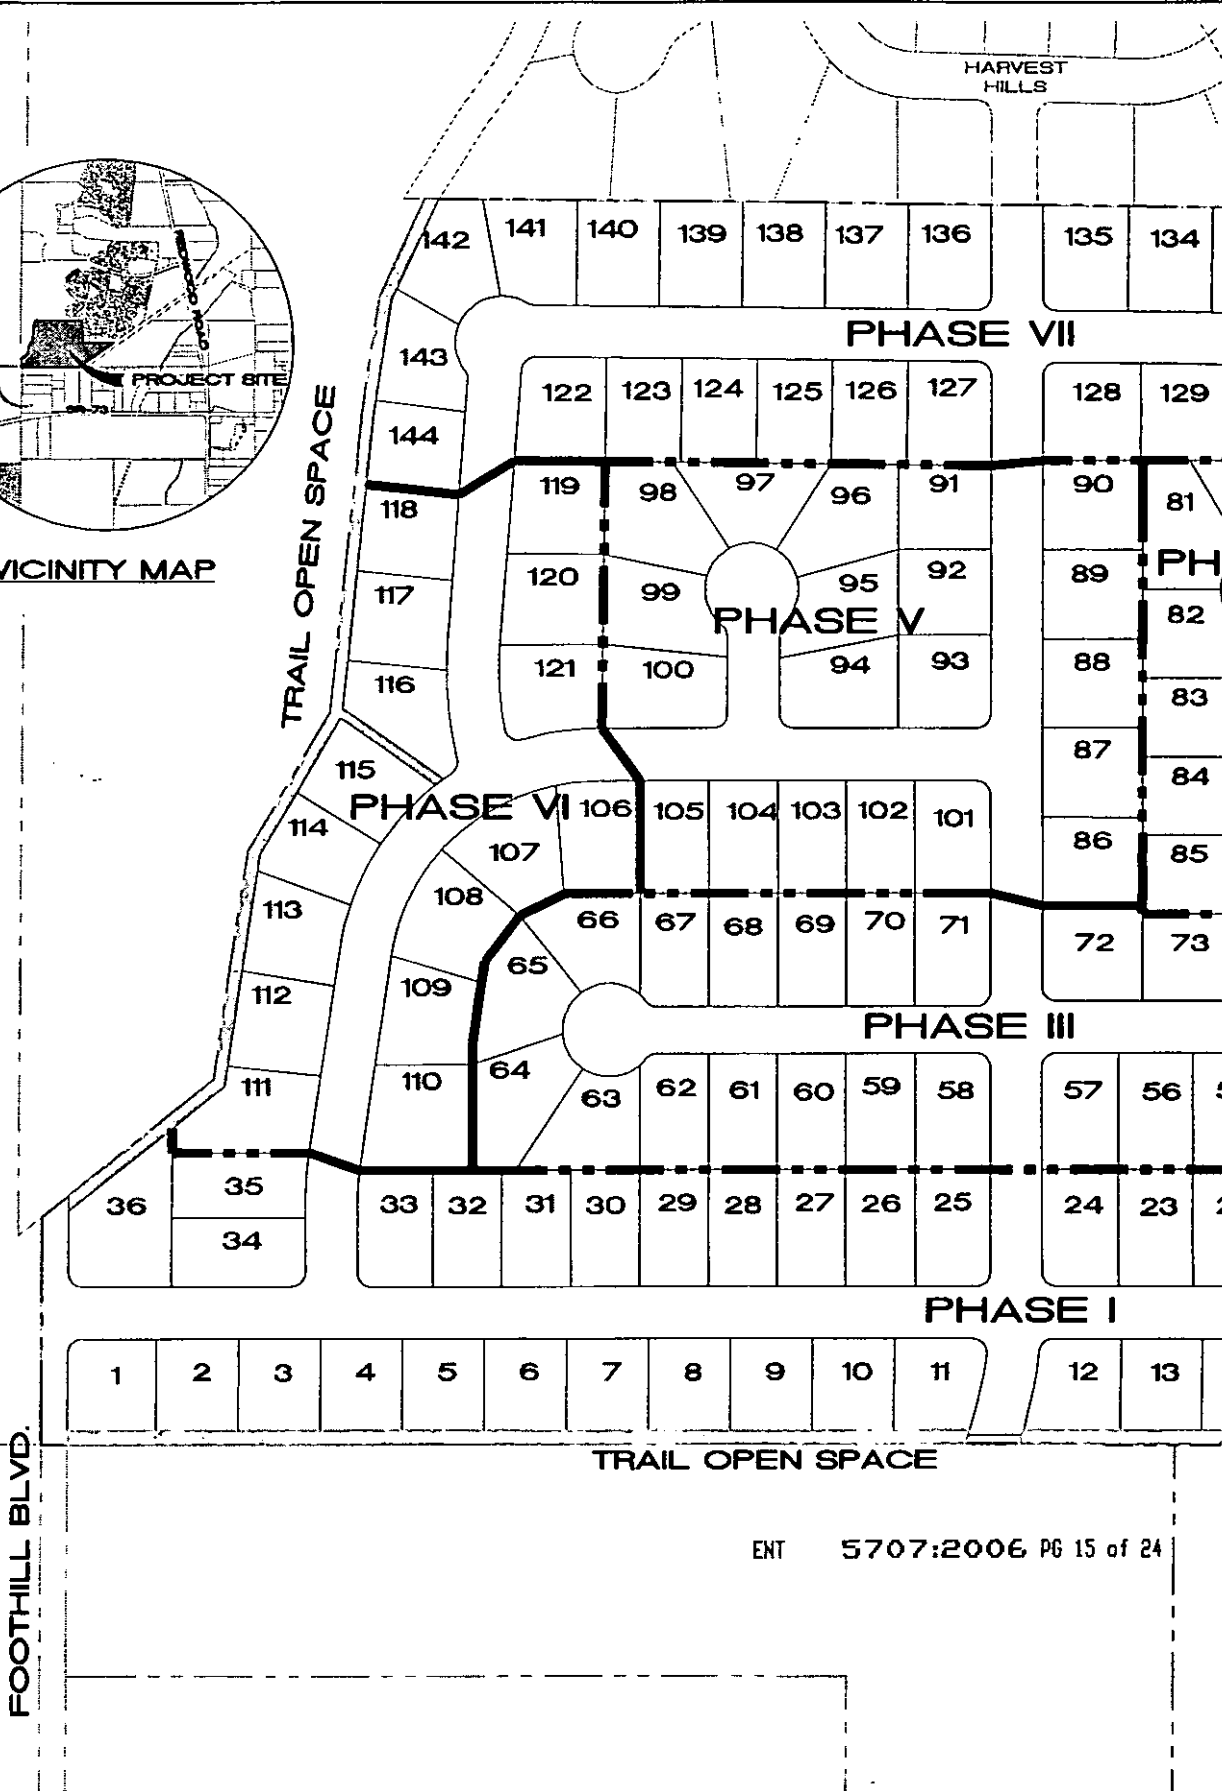 HARVEST
HILLS
142 141 140 139 138 137 136 135 134
PHASE VII
143
144
122 123 124 125 126 127 128 129
PROJECT SITE
SR-73
VICINITY MAP
TRAIL OPEN SPACE
118 119 98 97 96 91 90 81
117 120 99 95 92 89 PH
PHASE V
82
116 121 100 94 93 88 83
115 87 84
PHASE VI
114 106 105 104 103 102 101 86 85
107
113 108 66 67 68 69 70 71 72 73
112 109 65
PHASE III
111 110 64 63 62 61 60 59 58 57 56
36 35 33 32 31 30 29 28 27 26 25 24 23
34
PHASE I
1 2 3 4 5 6 7 8 9 10 11 12 13
TRAIL OPEN SPACE
FOOTHILL BLVD.
ENT 5707:2006 PG 15 of 24